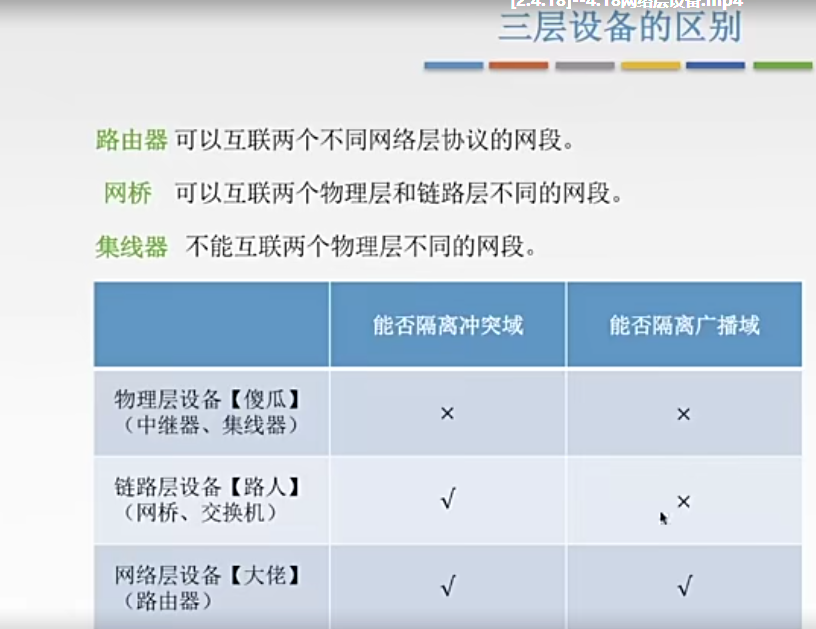 [2.4.18]--4.18网络层设备.mp4
三层设备的区别
路由器 可以互联两个不同网络层协议的网段。
网桥 可以互联两个物理层和链路层不同的网段。
集线器 不能互联两个物理层不同的网段。
能否隔离冲突域 能否隔离广播域
物理层设备【傻瓜】
（中继器、集线器） × ×
链路层设备【路人】
（网桥、交换机） √ ×
网络层设备【大佬】
（路由器） √ √